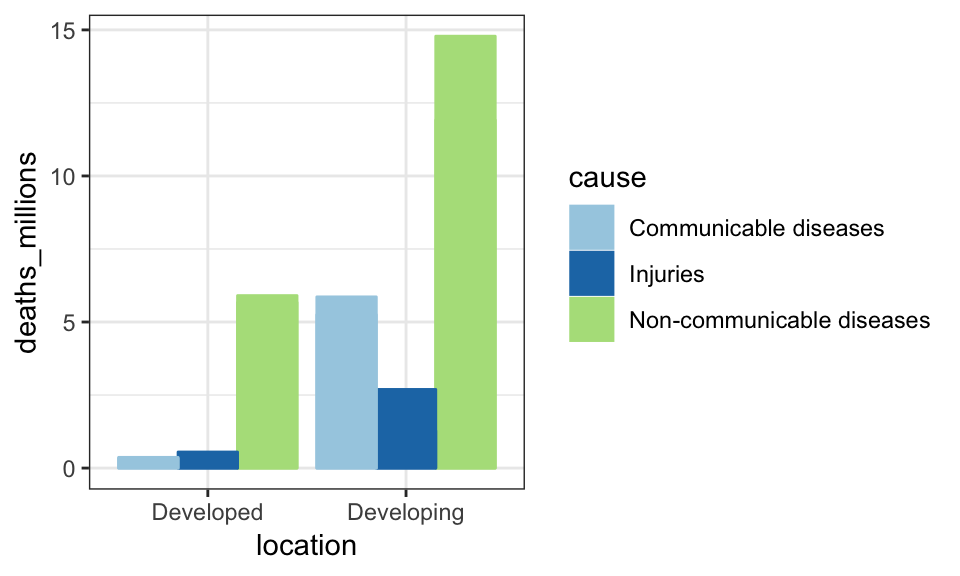 15
10
5
0
deaths_millions
Developed
Developing
location
cause
Communicable diseases
Injuries
Non-communicable diseases